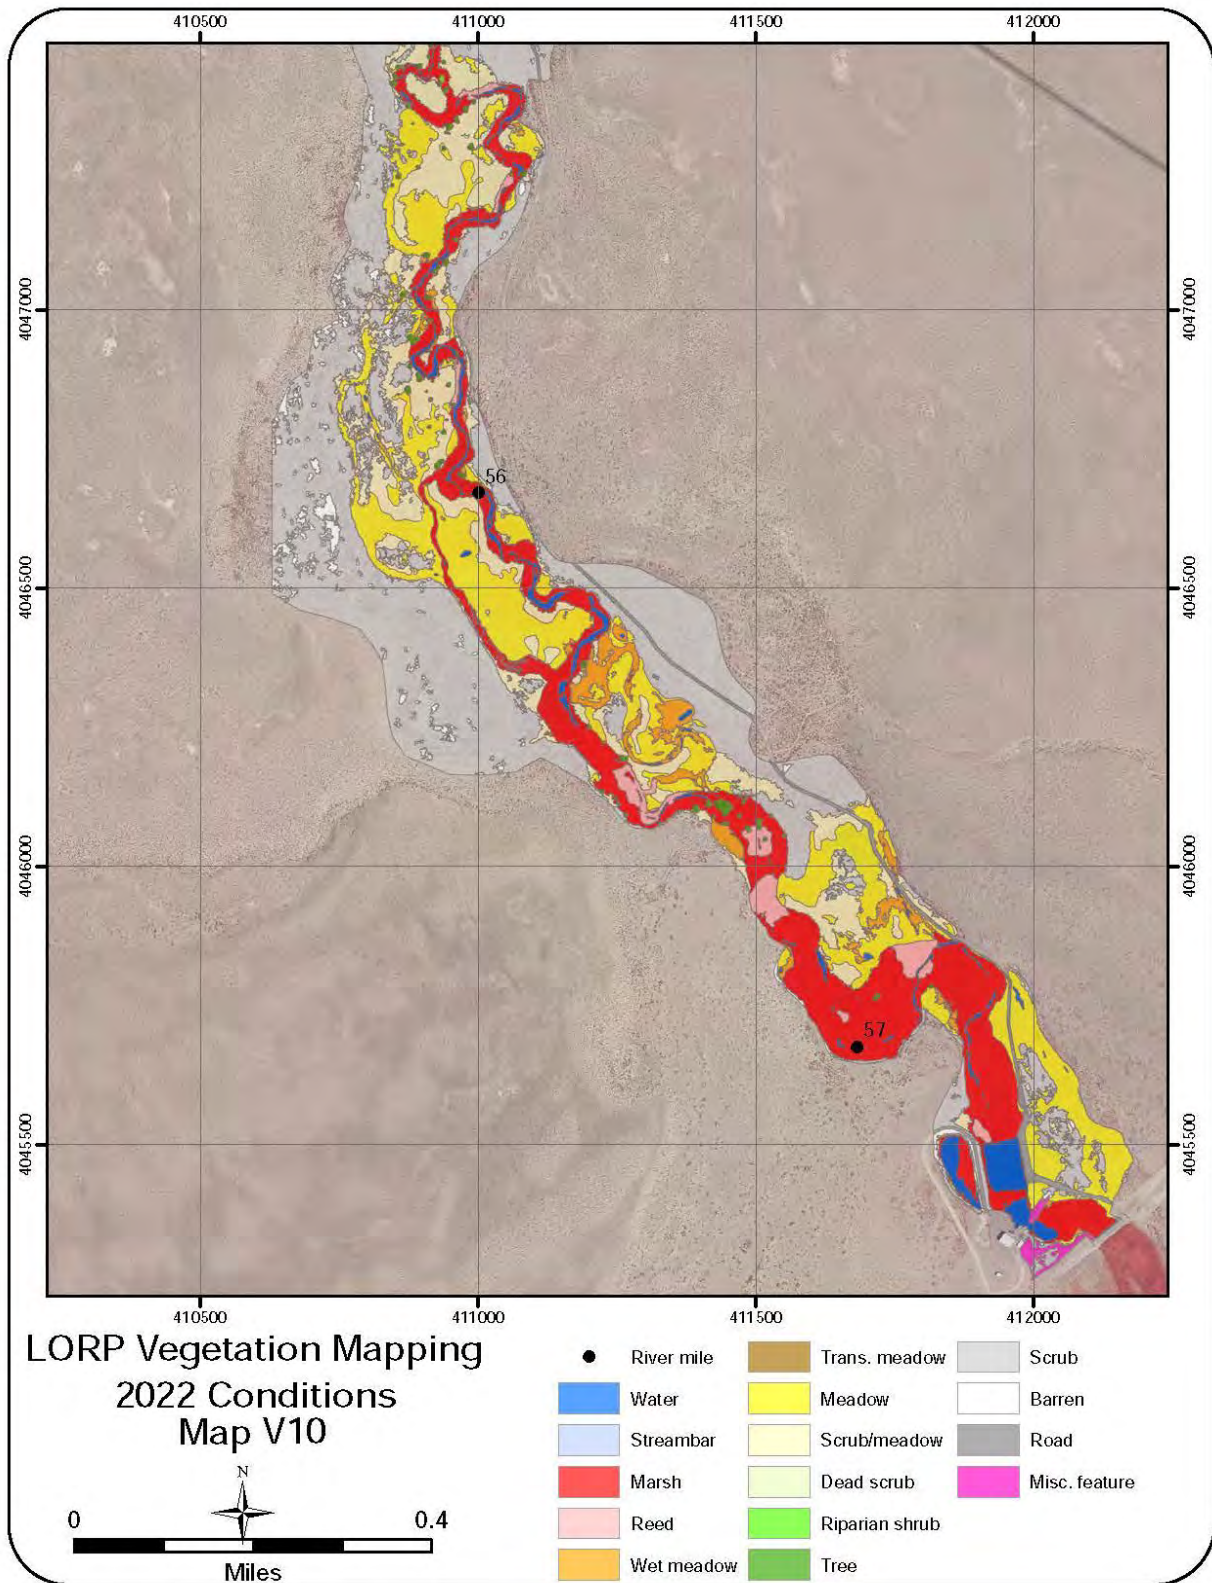 410500 411000 411500 412000
4047000 4047000
56
4046500 4046500
4046000 4046000
57
4045500 4045500
410500 411000 411500 412000
LORP Vegetation Mapping
2022 Conditions
Map V10
N
0 0.4
Miles
River mile
Water
Streambar
Marsh
Reed
Wet meadow
Trans. meadow
Meadow
Scrub/meadow
Dead scrub
Riparian shrub
Tree
Scrub
Barren
Road
Misc. feature